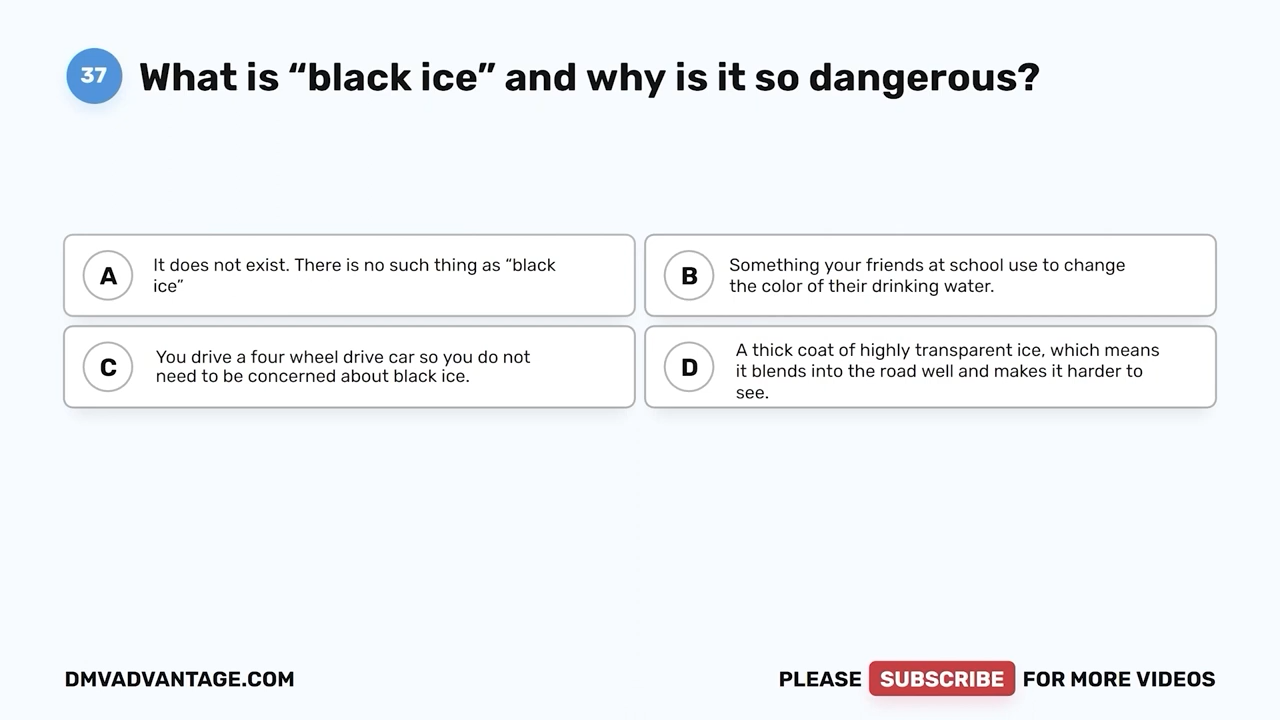 37 What is “black ice” and why is it so dangerous?
A It does not exist. There is no such thing as “black
ice”
B Something your friends at school use to change
the color of their drinking water.
C You drive a four wheel drive car so you do not
need to be concerned about black ice.
D A thick coat of highly transparent ice, which means
it blends into the road well and makes it harder to
see.
DMVADVANTAGE.COM
PLEASE SUBSCRIBE FOR MORE VIDEOS